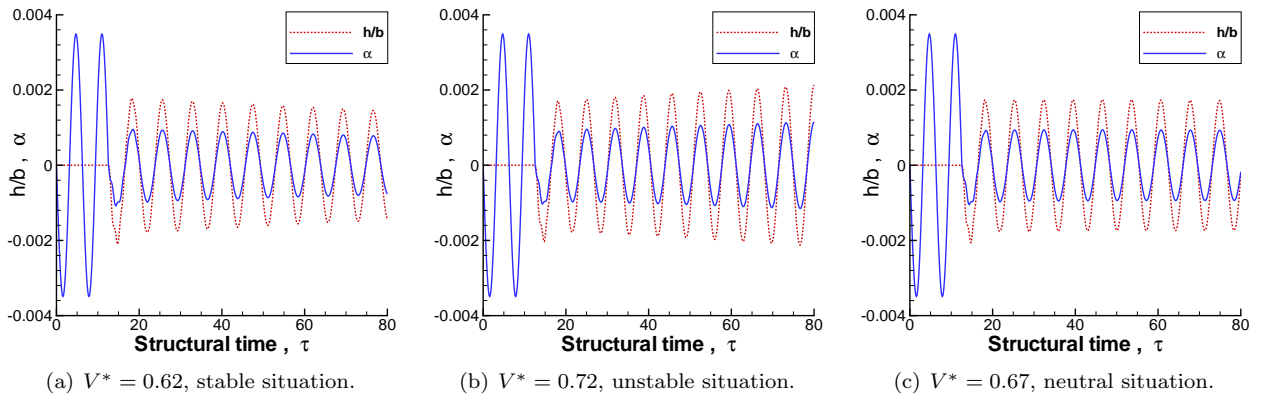 0.004
0.002
0
-0.002
-0.004
h/b , α
0 20 40 60 80
Structural time , τ
h/b
α
(a) V* = 0.62, stable situation.
0.004
0.002
0
-0.002
-0.004
h/b , α
0 20 40 60 80
Structural time , τ
h/b
α
(b) V* = 0.72, unstable situation.
0.004
0.002
0
-0.002
-0.004
h/b , α
0 20 40 60 80
Structural time , τ
h/b
α
(c) V* = 0.67, neutral situation.